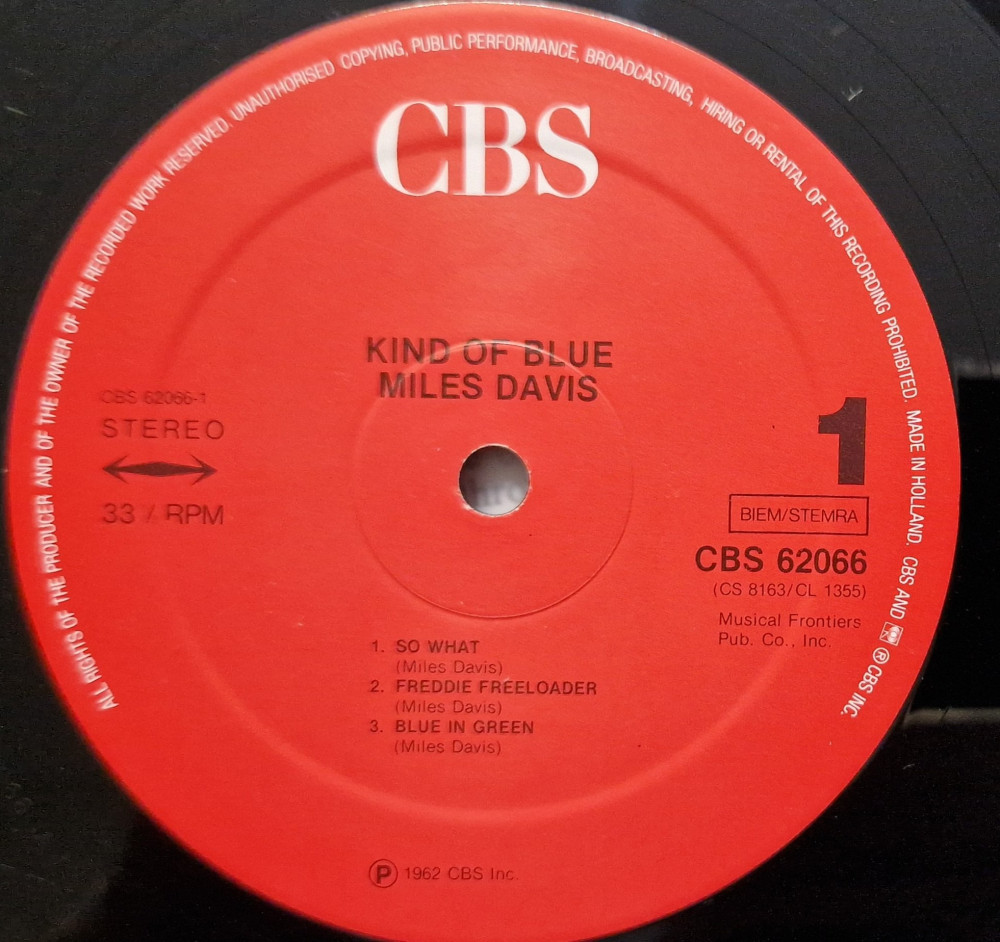 ALL RIGHTS OF THE PRODUCER AND OF THE OWNER OF THE RECORDED WORK RESERVED. UNAUTHORISED COPYING, PUBLIC PERFORMANCE, BROADCASTING, HIRING OR RENTAL OF THIS RECORDING PROHIBITED. MADE IN HOLLAND. CBS AND ® CBS INC.
CBS
KIND OF BLUE
MILES DAVIS
CBS 62066-1
STEREO
33 / RPM
1
BIEM/STEMRA
CBS 62066
(CS 8163/CL 1355)
Musical Frontiers
Pub. Co., Inc.
1. SO WHAT
(Miles Davis)
2. FREDDIE FREELOADER
(Miles Davis)
3. BLUE IN GREEN
(Miles Davis)
Ⓟ 1962 CBS Inc.